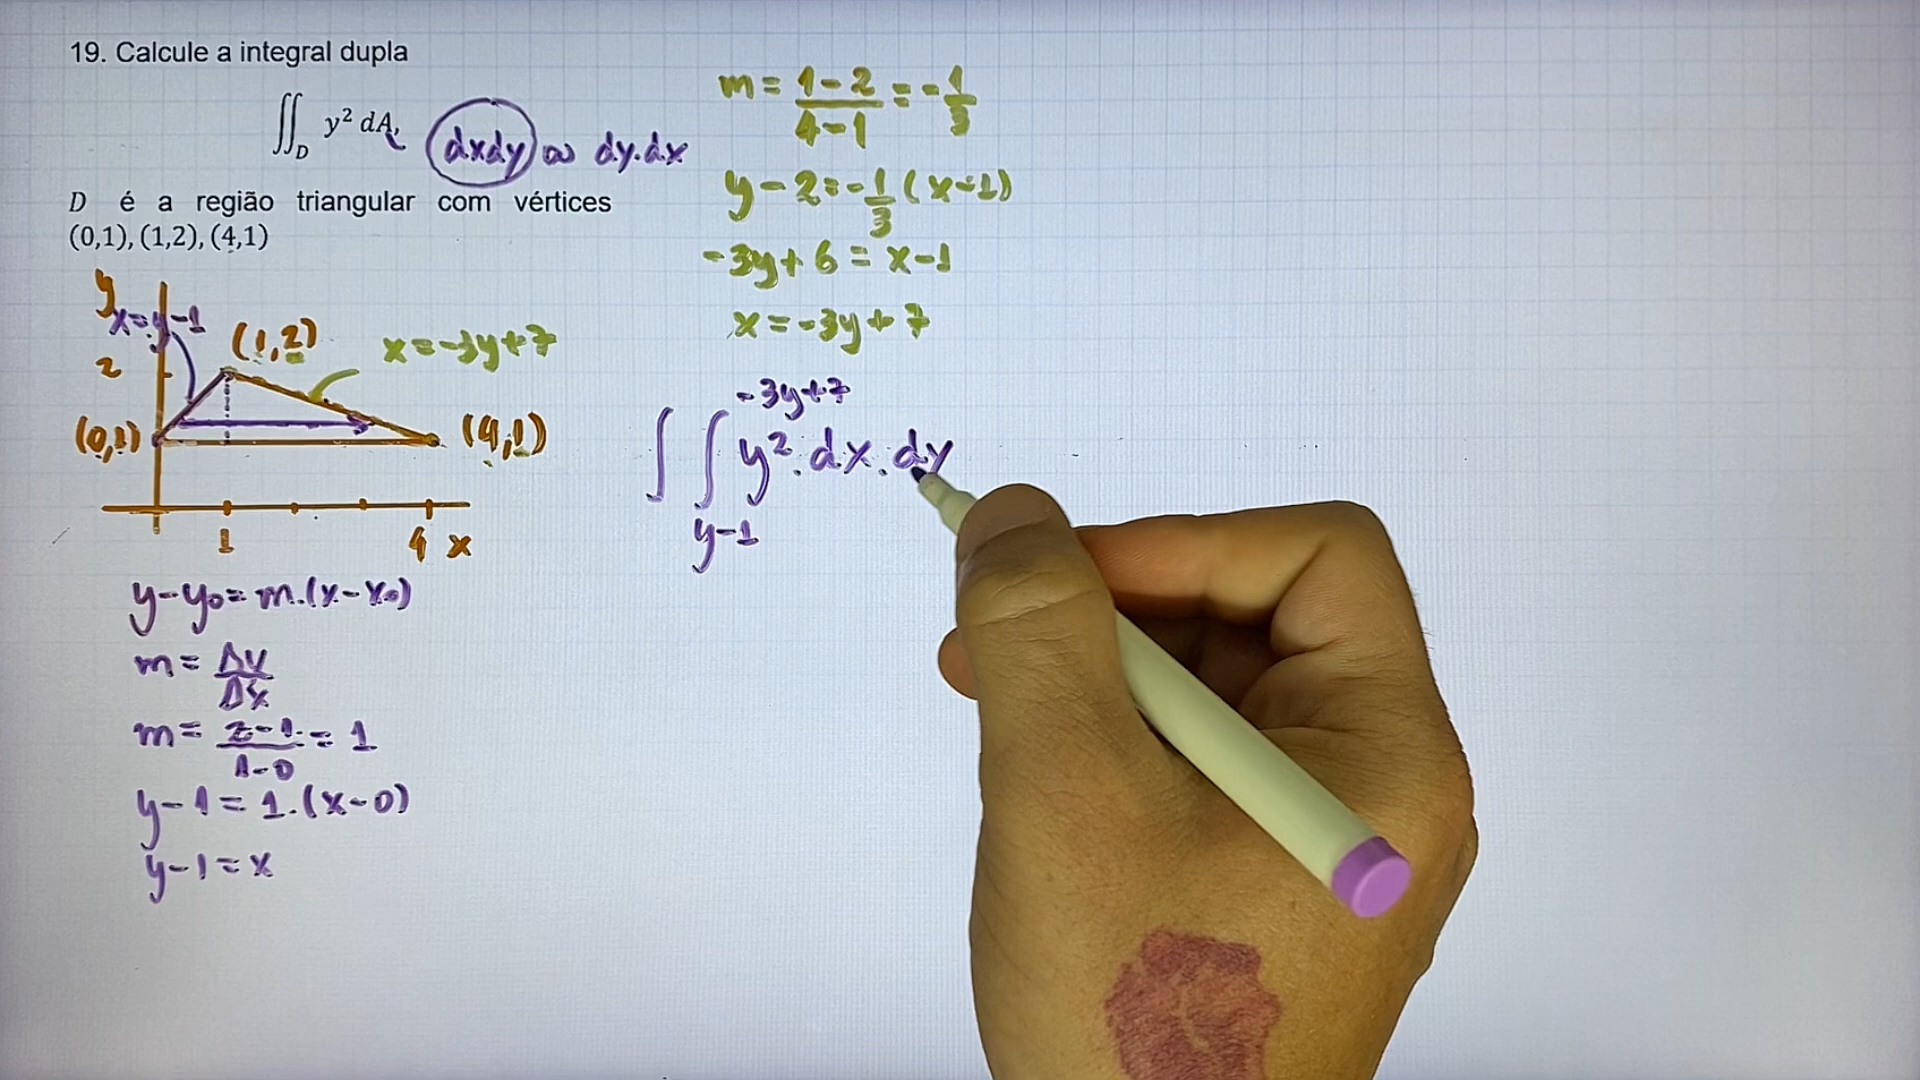 19. Calcule a integral dupla
∬_D y² dA, dxdy ou dy.dx
D é a região triangular com vértices
(0,1), (1,2), (4,1)
y
x=y-1
(1,2)
x=-3y+7
2
(0,1)
(4,1)
1
4
x
y-y₀=m.(x-x₀)
m=Δy/Δx
m=(2-1)/(1-0)=1
y-1=1.(x-0)
y-1=x
m=(1-2)/(4-1)=-1/3
y-2=-1/3(x-1)
-3y+6=x-1
x=-3y+7
-3y+7
∫∫y².dx.dy
y-1